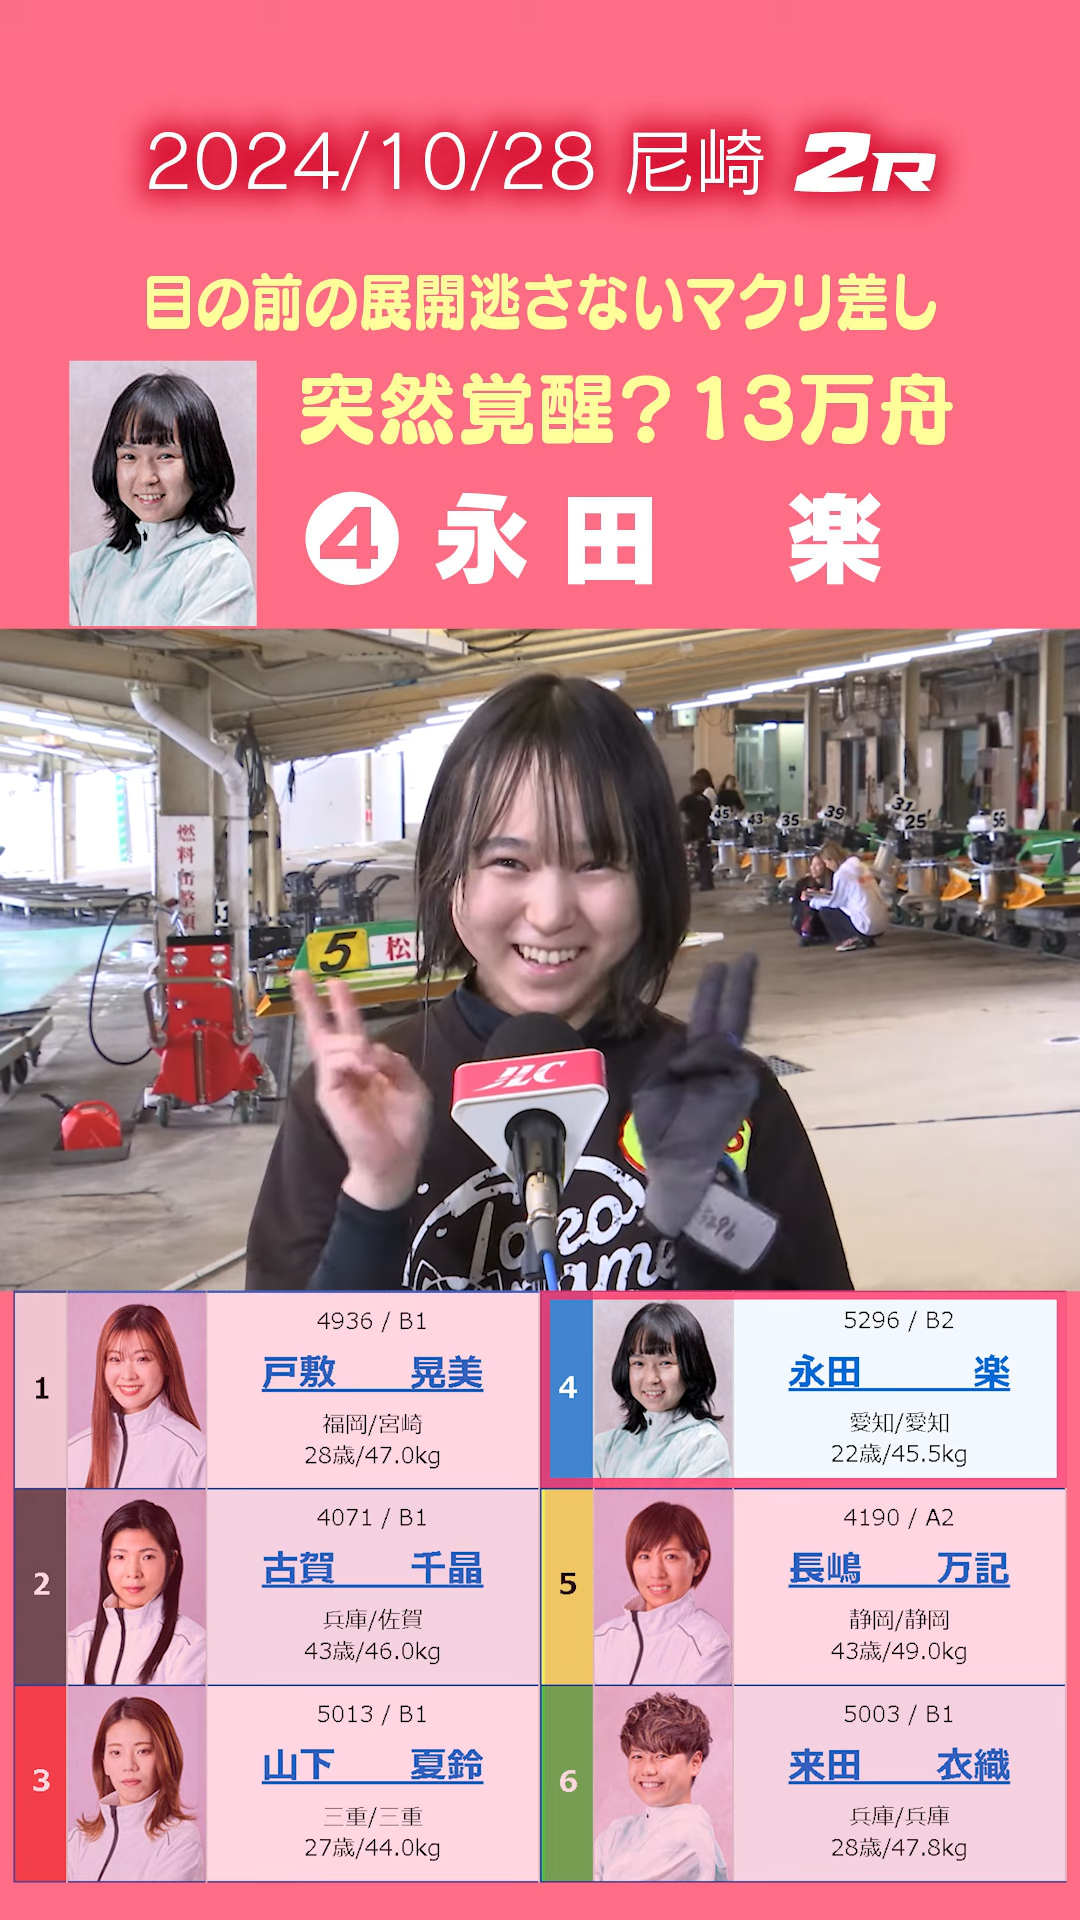 2024/10/28 尼崎 2R
目の前の展開逃さないマクリ差し
突然覚醒?13万舟
4 永田 楽
燃料缶整頓
5 松
45
43
35
39
31
25
56
JLC
5296
1
4936 / B1
戸敷 晃美
福岡/宮崎
28歳/47.0kg
2
4071 / B1
古賀 千晶
兵庫/佐賀
43歳/46.0kg
3
5013 / B1
山下 夏鈴
三重/三重
27歳/44.0kg
4
5296 / B2
永田 楽
愛知/愛知
22歳/45.5kg
5
4190 / A2
長嶋 万記
静岡/静岡
43歳/49.0kg
6
5003 / B1
来田 衣織
兵庫/兵庫
28歳/47.8kg